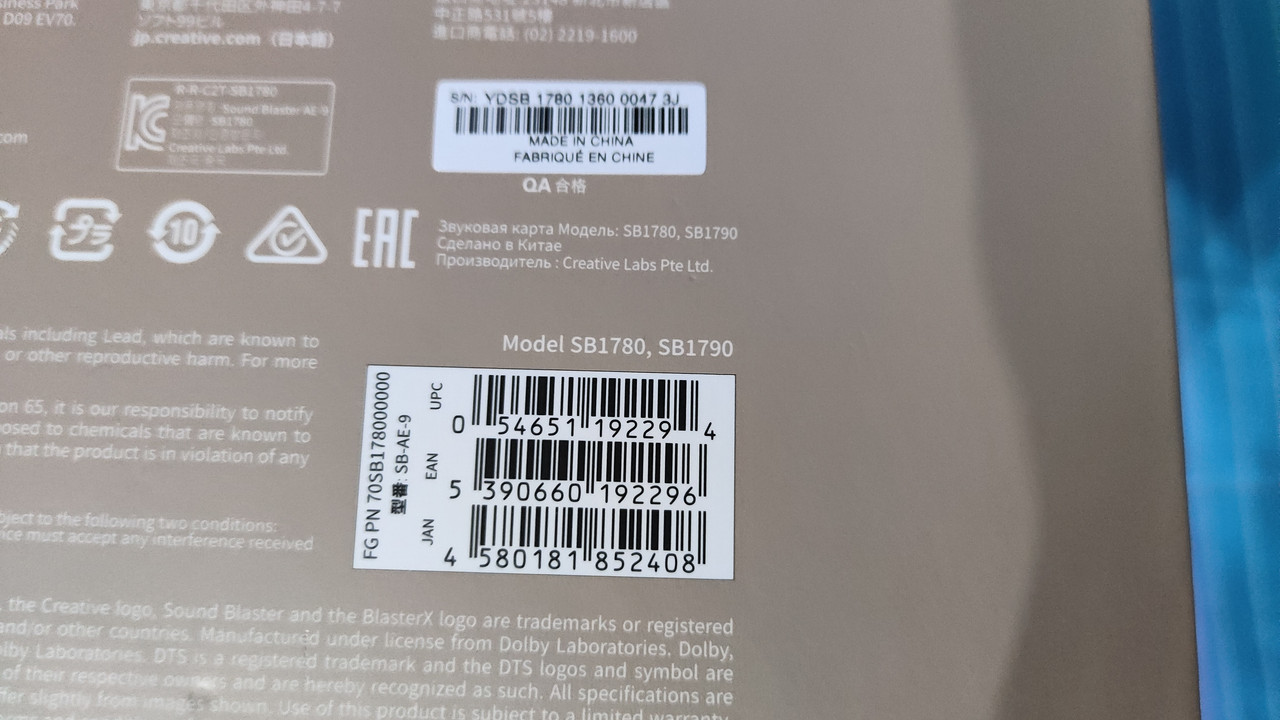 siness Park
D09 EV70.
東京都千代田区外神田4-7-7
ソフト99ビル
jp.creative.com（日本語）
中正路531號5樓
進口商電話: (02) 2219-1600
com
R-R-C2T-SB1780
Sound Blaster AE-9
SB1780
Creative Labs Pte Ltd.
S/N: YDSB 1780 1360 0047 3J
MADE IN CHINA
FABRIQUÉ EN CHINE
QA 合格
プラ
10
EAC
Звуковая карта Модель: SB1780, SB1790
Сделано в Китае
Производитель : Creative Labs Pte Ltd.
als including Lead, which are known to
or other reproductive harm. For more
on 65, it is our responsibility to notify
osed to chemicals that are known to
that the product is in violation of any
bject to the following two conditions:
ice must accept any interference received
Model SB1780, SB1790
FG PN 70SB178000000
型番: SB-AE-9
UPC
0 54651 19229 4
EAN
5 390660 192296
JAN
4 580181 852408
the Creative logo, Sound Blaster and the BlasterX logo are trademarks or registered
and/or other countries. Manufactured under license from Dolby Laboratories. Dolby,
lby Laboratories. DTS is a registered trademark and the DTS logos and symbol are
of their respective owners and are hereby recognized as such. All specifications are
ffer slightly from images shown. Use of this product is subject to a limited warranty.